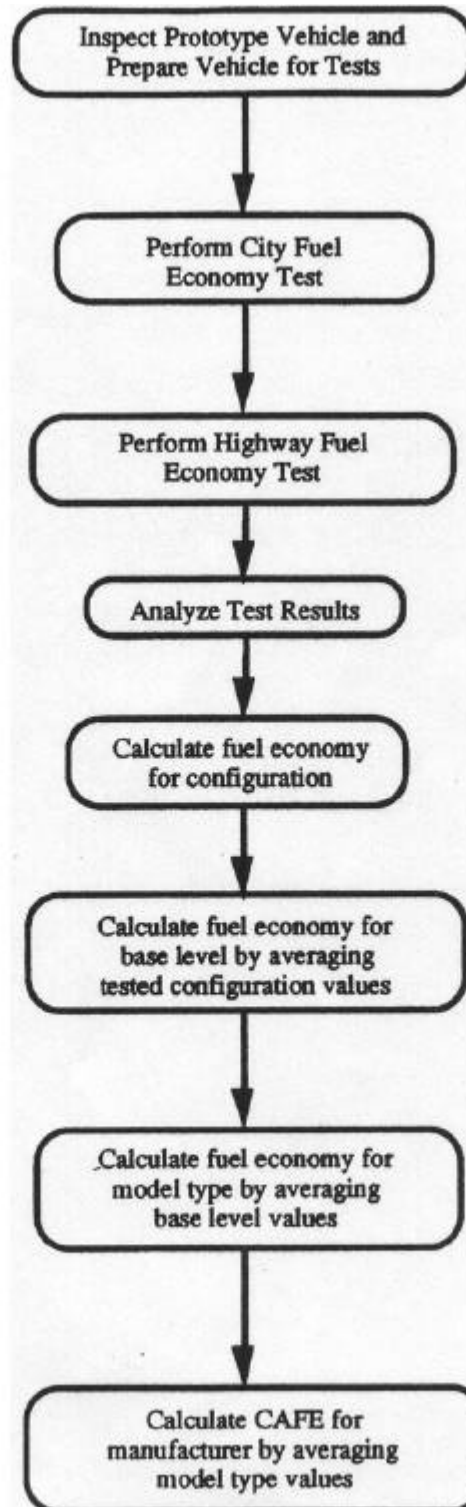 Inspect Prototype Vehicle and
Prepare Vehicle for Tests
Perform City Fuel
Economy Test
Perform Highway Fuel
Economy Test
Analyze Test Results
Calculate fuel economy
for configuration
Calculate fuel economy for
base level by averaging
tested configuration values
Calculate fuel economy for
model type by averaging
base level values
Calculate CAFE for
manufacturer by averaging
model type values